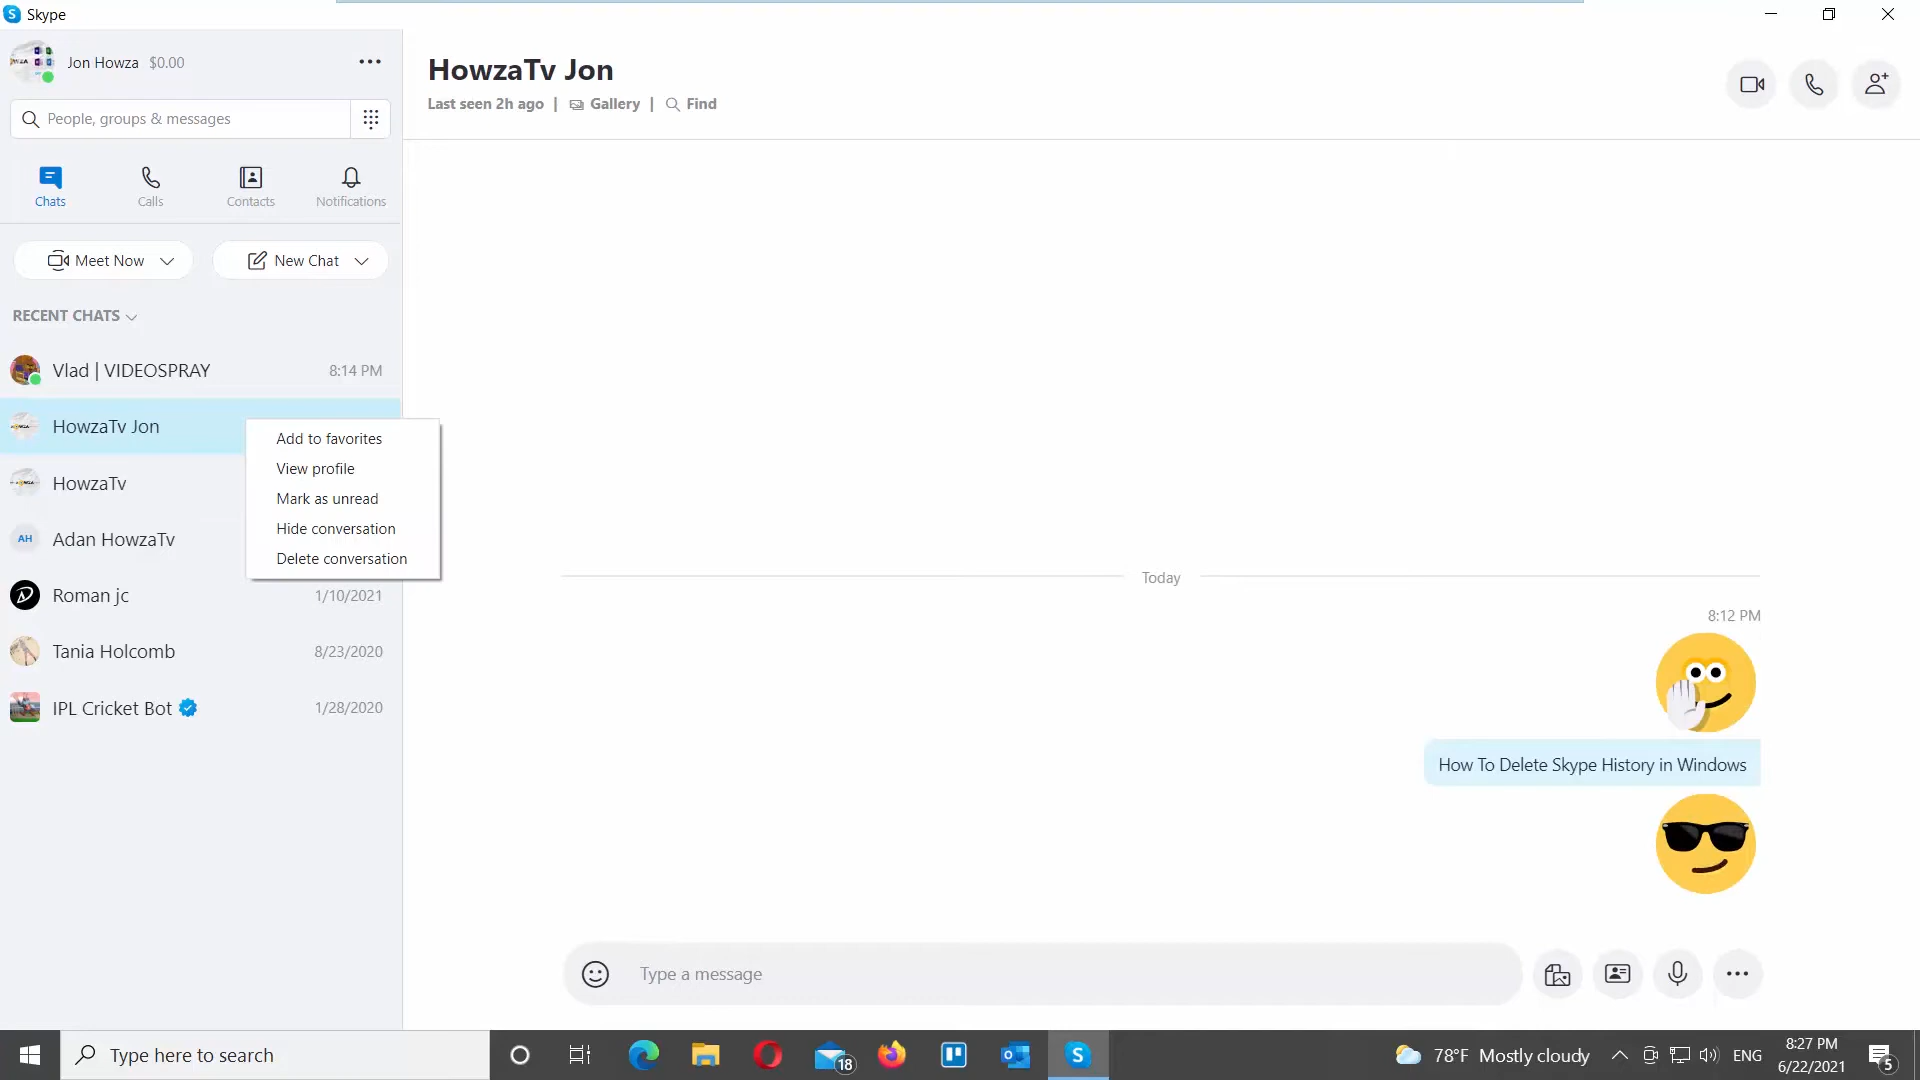 Skype
Jon Howza $0.00
People, groups & messages
Chats Calls Contacts Notifications
Meet Now New Chat
RECENT CHATS
Vlad | VIDEOSPRAY 8:14 PM
HowzaTv Jon
HowzaTv
AH Adan HowzaTv
Roman jc 1/10/2021
Tania Holcomb 8/23/2020
IPL Cricket Bot 1/28/2020
Add to favorites
View profile
Mark as unread
Hide conversation
Delete conversation
HowzaTv Jon
Last seen 2h ago | Gallery | Find
Today
8:12 PM
How To Delete Skype History in Windows
Type a message
Type here to search
18
78°F Mostly cloudy
ENG
8:27 PM
6/22/2021
5